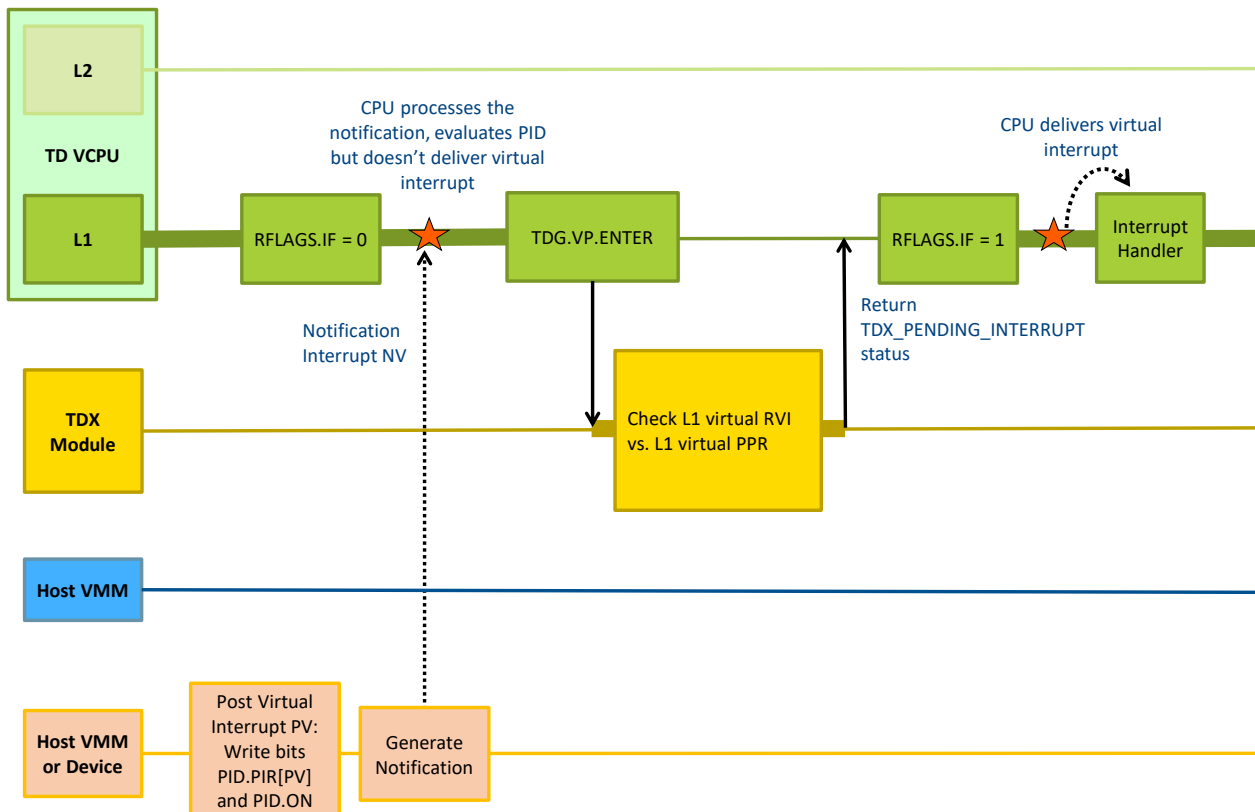 L2
TD VCPU
L1
CPU processes the
notification, evaluates PID
but doesn't deliver virtual
interrupt
CPU delivers virtual
interrupt
RFLAGS.IF = 0
TDG.VP.ENTER
RFLAGS.IF = 1
Interrupt
Handler
Notification
Interrupt NV
Return
TDX_PENDING_INTERRUPT
status
TDX
Module
Check L1 virtual RVI
vs. L1 virtual PPR
Host VMM
Host VMM
or Device
Post Virtual
Interrupt PV:
Write bits
PID.PIR[PV]
and PID.ON
Generate
Notification